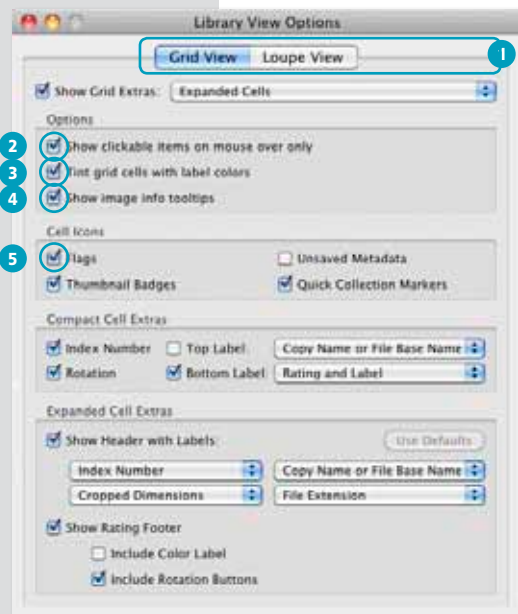 Library View Options
Grid View Loupe View 1
Show Grid Extras: Expanded Cells
Options
2 Show clickable items on mouse over only
3 Tint grid cells with label colors
4 Show image info tooltips
Cell Icons
5 Flags Unsaved Metadata
Thumbnail Badges Quick Collection Markers
Compact Cell Extras
Index Number Top Label Copy Name or File Base Name
Rotation Bottom Label Rating and Label
Expanded Cell Extras
Show Header with Labels: Use Defaults
Index Number Copy Name or File Base Name
Cropped Dimensions File Extension
Show Rating Footer
Include Color Label
Include Rotation Buttons